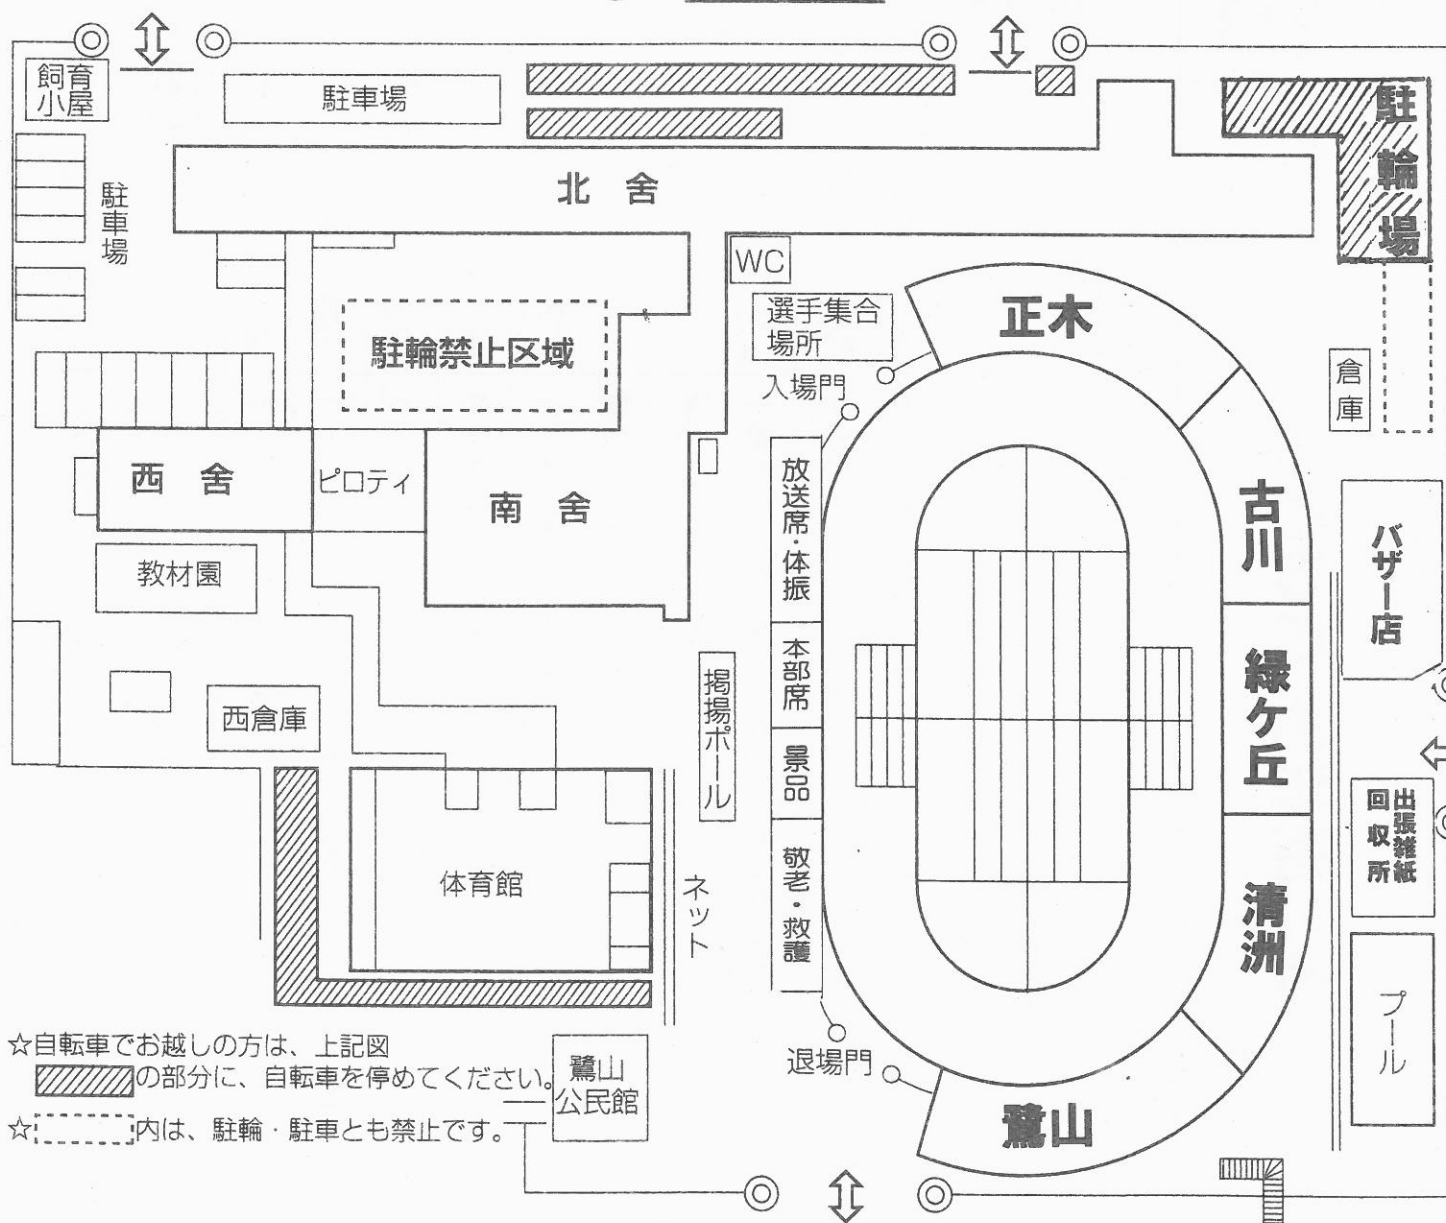 飼育
小屋
駐車場
駐輪場
駐車場
北舎
WC
選手集合
場所
正木
駐輪禁止区域
入場門
倉庫
西舎
ピロティ
南舎
放送席・体振
古川
バザー店
教材園
本部席
緑ケ丘
掲揚ポール
西倉庫
景品
出張雑紙
回収所
体育館
ネット
敬老・救護
清洲
プール
☆自転車でお越しの方は、上記図
の部分に、自転車を停めてください。
鷺山
公民館
退場門
☆内は、駐輪・駐車とも禁止です。
鷺山